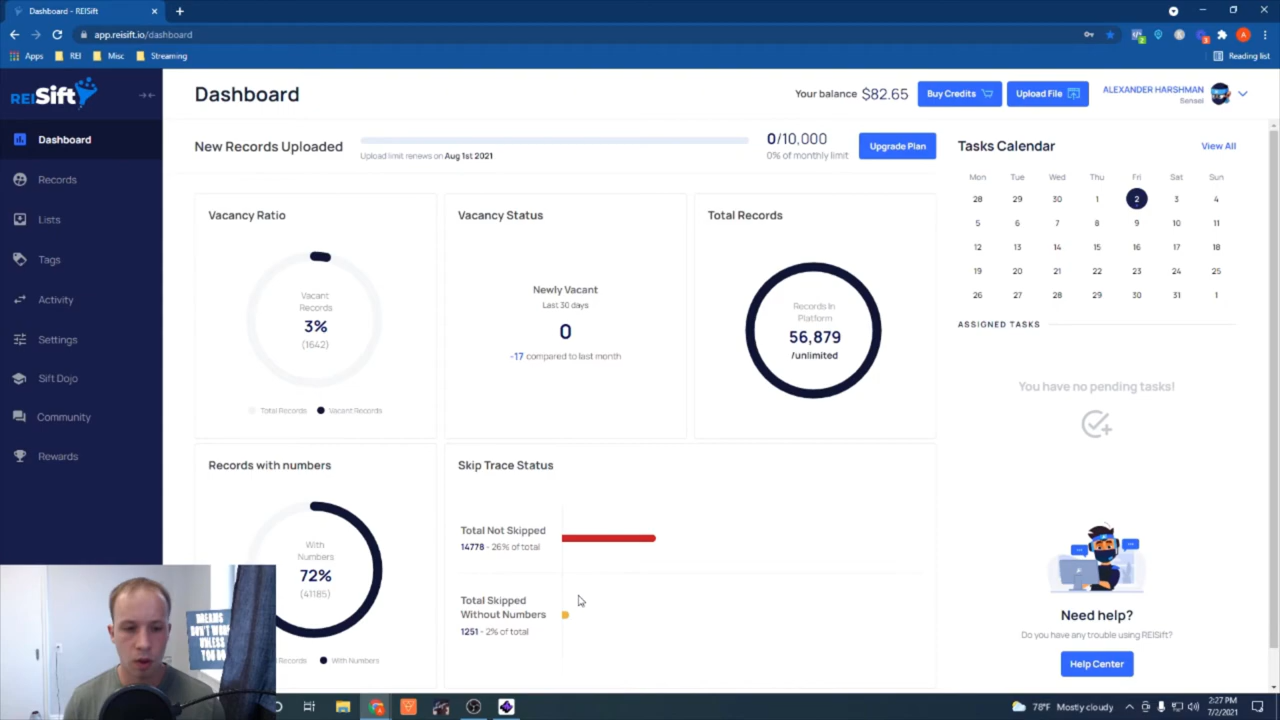 Dashboard - REISift
app.reisift.io/dashboard
Apps
REI
Misc
Streaming
Reading list
REISift
Dashboard
Your balance $82.65
Buy Credits
Upload File
ALEXANDER HARSHMAN
Sensei
Dashboard
Records
Lists
Tags
Activity
Settings
Sift Dojo
Community
Rewards
New Records Uploaded
Upload limit renews on Aug 1st 2021
0/10,000
0% of monthly limit
Upgrade Plan
Vacancy Ratio
Vacant
Records
3%
(1642)
Total Records
Vacant Records
Vacancy Status
Newly Vacant
Last 30 days
0
-17 compared to last month
Total Records
Records In
Platform
56,879
/unlimited
Records with numbers
With
Numbers
72%
(41185)
Records
With Numbers
Skip Trace Status
Total Not Skipped
14778 - 26% of total
Total Skipped
Without Numbers
1251 - 2% of total
Tasks Calendar
View All
Mon Tue Wed Thu Fri Sat Sun
28 29 30 1 2 3 4
5 6 7 8 9 10 11
12 13 14 15 16 17 18
19 20 21 22 23 24 25
26 27 28 29 30 31 1
ASSIGNED TASKS
You have no pending tasks!
Need help?
Do you have any trouble using REISift?
Help Center
DREAMS
DON'T WORK
UNLESS
YOU DO
78°F Mostly cloudy
2:27 PM
7/2/2021